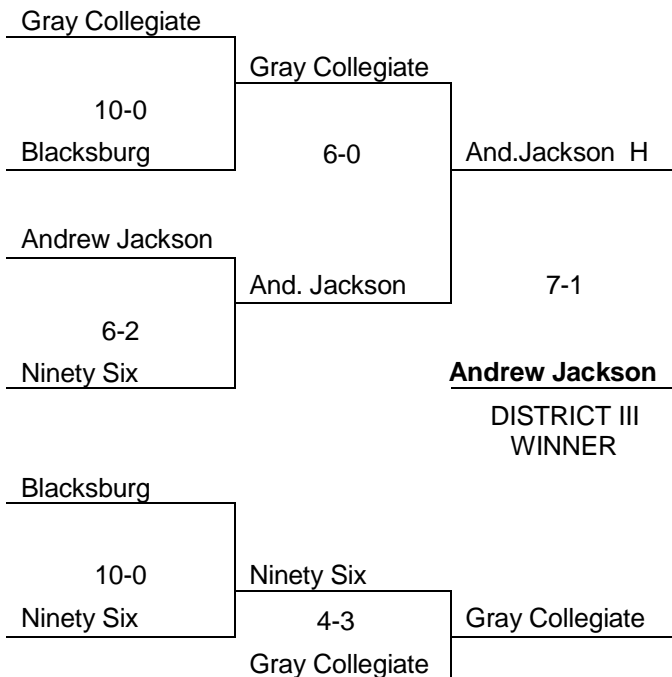 Gray Collegiate
Gray Collegiate
10-0
Blacksburg
6-0
And.Jackson H
Andrew Jackson
And. Jackson
7-1
6-2
Ninety Six
Andrew Jackson
DISTRICT III
WINNER
Blacksburg
10-0
Ninety Six
Ninety Six
4-3
Gray Collegiate
Gray Collegiate